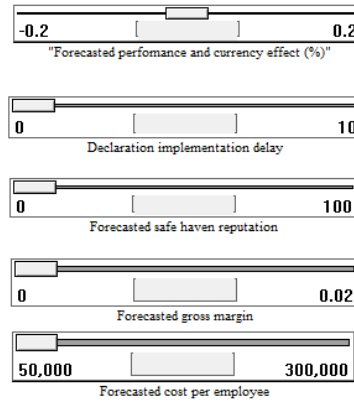 -0.2 0.2
"Forecasted perfomance and currency effect (%)"
0 10
Declaration implementation delay
0 100
Forecasted safe haven reputation
0 0.02
Forecasted gross margin
50,000 300,000
Forecasted cost per employee